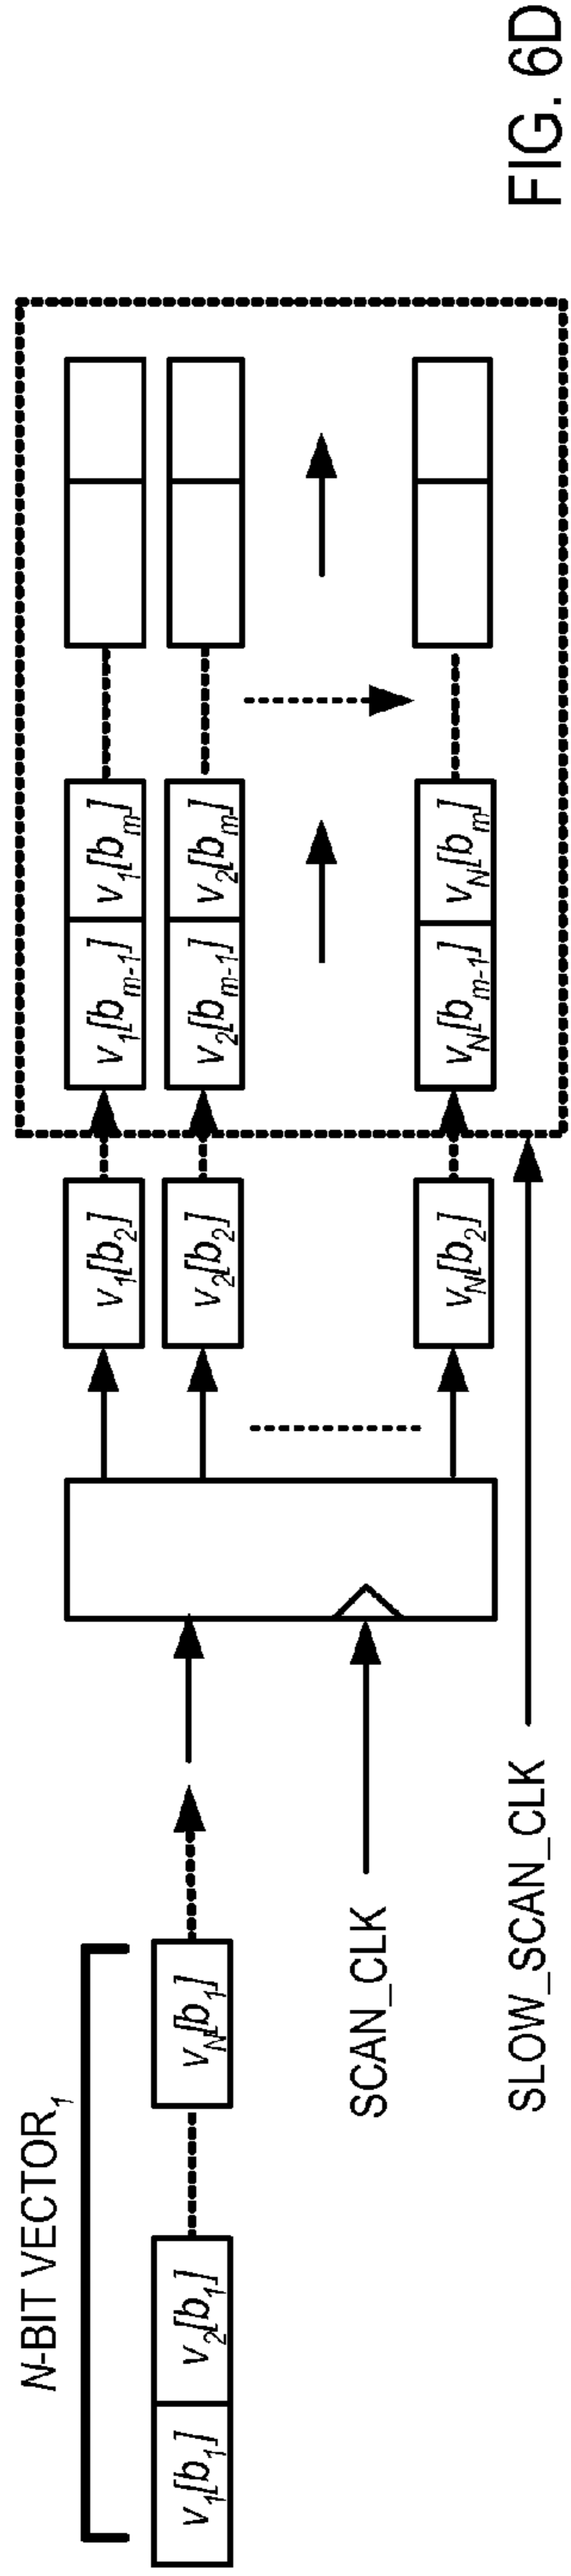 N-BIT VECTOR1
v1[b1] v2[b1] vN[b1]
SCAN_CLK
SLOW_SCAN_CLK
v1[b2] v1[bm-1] v1[bm]
v2[b2] v2[bm-1] v2[bm]
vN[b2] vN[bm-1] vN[bm]
FIG. 6D